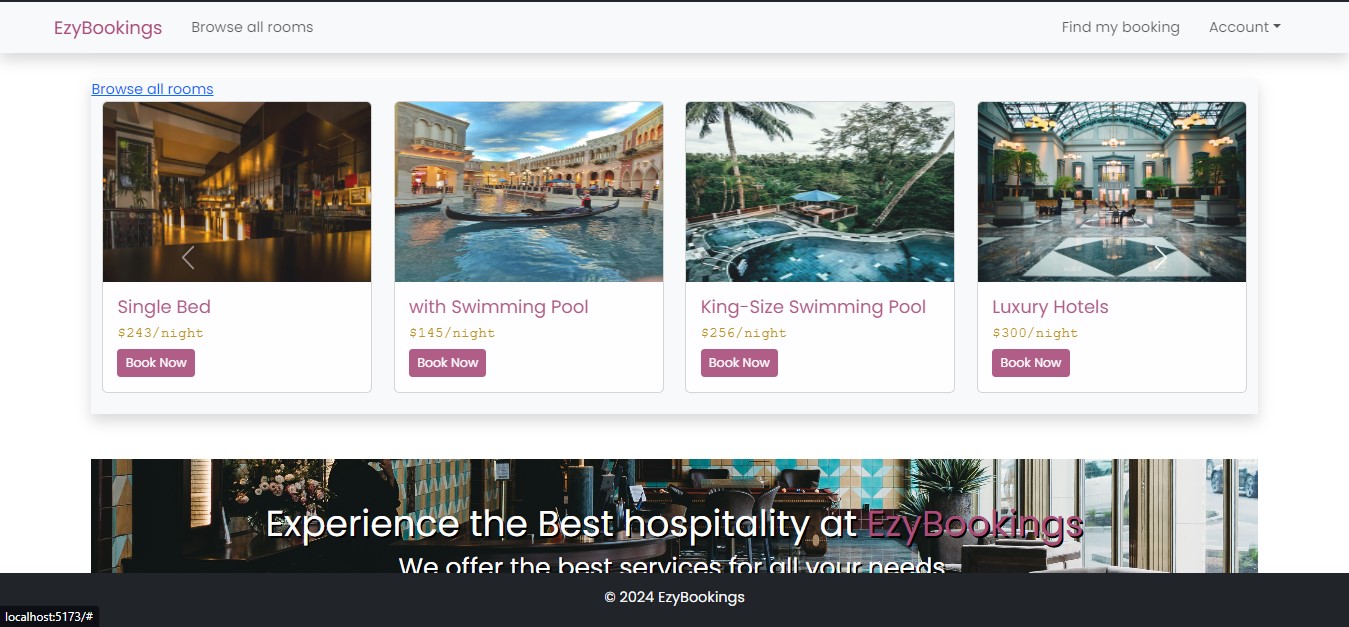 EzyBookings Browse all rooms Find my booking Account
Browse all rooms
Single Bed
$243/night
Book Now
with Swimming Pool
$145/night
Book Now
King-Size Swimming Pool
$256/night
Book Now
Luxury Hotels
$300/night
Book Now
Experience the Best hospitality at EzyBookings
We offer the best services for all your needs
© 2024 EzyBookings
localhost:5173/#